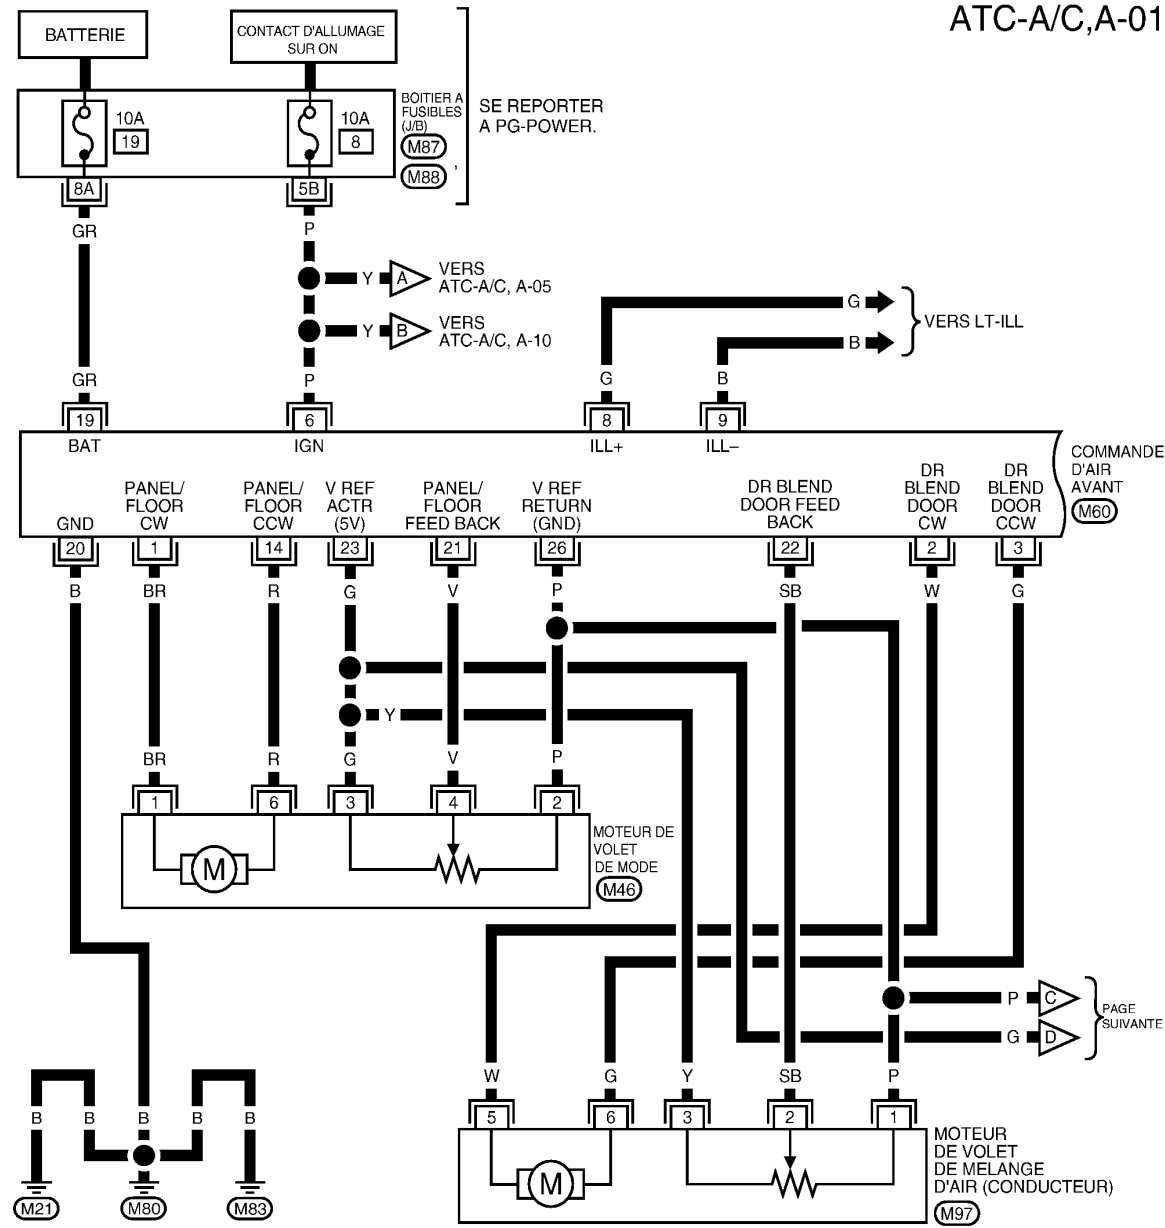 ATC-A/C,A-01
BATTERIE
CONTACT D'ALLUMAGE
SUR ON
10A
19
10A
8
BOITIER A
FUSIBLES
(J/B)
M87
M88 ,
SE REPORTER
A PG-POWER.
8A
5B
GR
P
Y
A
VERS
ATC-A/C, A-05
Y
B
VERS
ATC-A/C, A-10
G
B
VERS LT-ILL
GR
P
G
B
19
6
8
9
BAT
IGN
ILL+
ILL–
COMMANDE
D'AIR
AVANT
M60
GND
PANEL/
FLOOR
CW
PANEL/
FLOOR
CCW
V REF
ACTR
(5V)
PANEL/
FLOOR
FEED BACK
V REF
RETURN
(GND)
DR BLEND
DOOR FEED
BACK
DR
BLEND
DOOR
CW
DR
BLEND
DOOR
CCW
20
1
14
23
21
26
22
2
3
B
BR
R
G
V
P
SB
W
G
Y
BR
R
G
V
P
1
6
3
4
2
M
MOTEUR DE
VOLET
DE MODE
M46
P
C
G
D
PAGE
SUIVANTE
W
G
Y
SB
P
5
6
3
2
1
M
MOTEUR
DE VOLET
DE MELANGE
D'AIR (CONDUCTEUR)
M97
B
B
B
B
B
M21
M80
M83